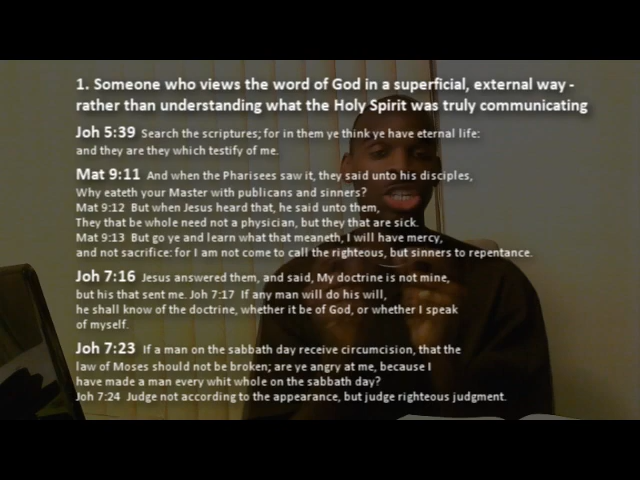 1. Someone who views the word of God in a superficial, external way -
rather than understanding what the Holy Spirit was truly communicating
Joh 5:39 Search the scriptures; for in them ye think ye have eternal life:
and they are they which testify of me.
Mat 9:11 And when the Pharisees saw it, they said unto his disciples,
Why eateth your Master with publicans and sinners?
Mat 9:12 But when Jesus heard that, he said unto them,
They that be whole need not a physician, but they that are sick.
Mat 9:13 But go ye and learn what that meaneth, I will have mercy,
and not sacrifice: for I am not come to call the righteous, but sinners to repentance.
Joh 7:16 Jesus answered them, and said, My doctrine is not mine,
but his that sent me. Joh 7:17 If any man will do his will,
he shall know of the doctrine, whether it be of God, or whether I speak
of myself.
Joh 7:23 If a man on the sabbath day receive circumcision, that the
law of Moses should not be broken; are ye angry at me, because I
have made a man every whit whole on the sabbath day?
Joh 7:24 Judge not according to the appearance, but judge righteous judgment.